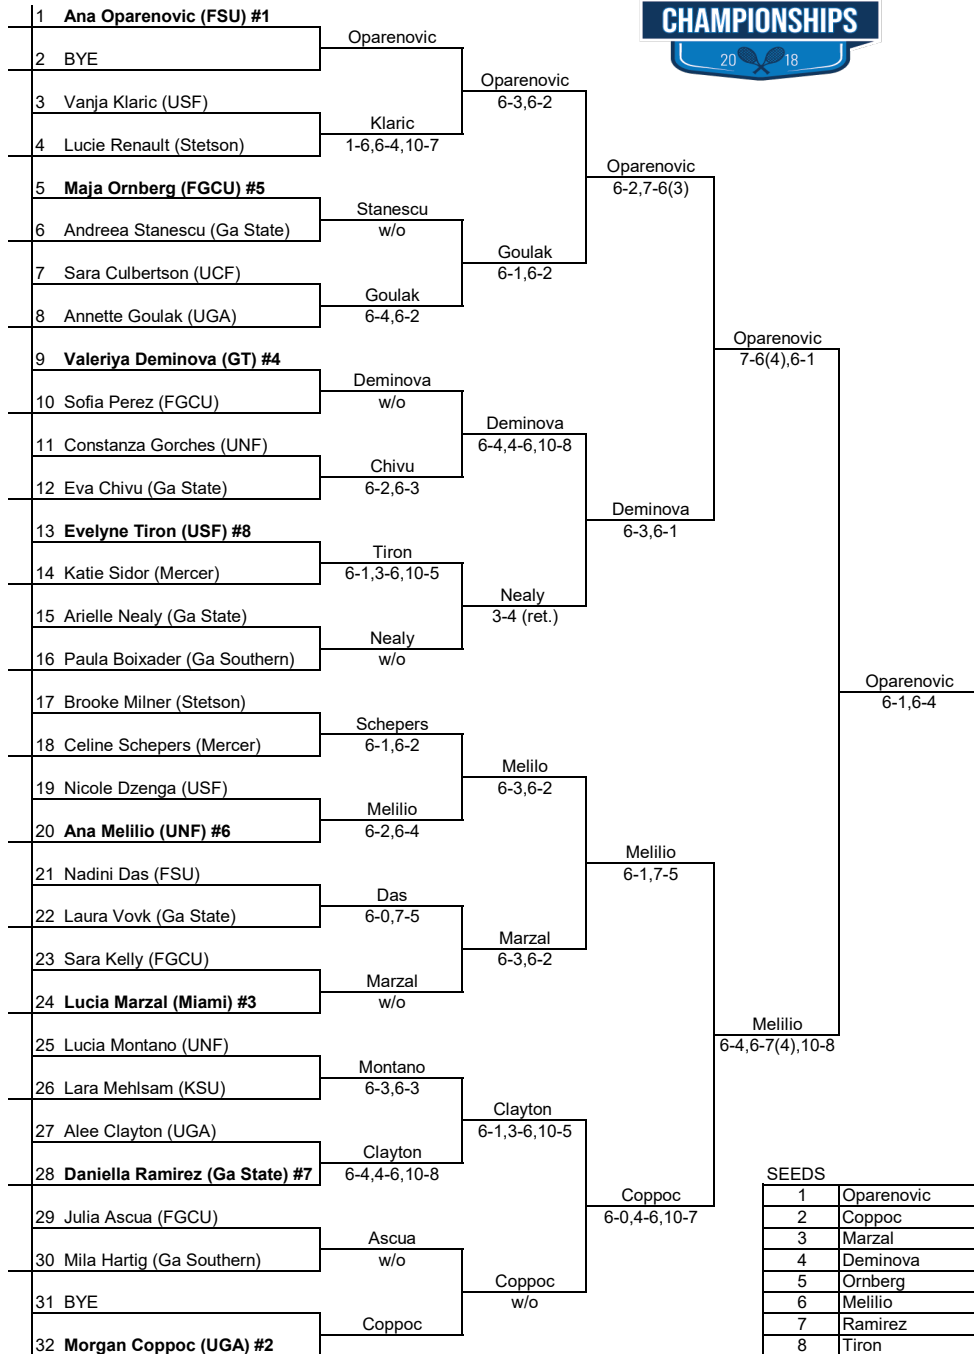 CHAMPIONSHIPS
20 18
1 Ana Oparenovic (FSU) #1
2 BYE
3 Vanja Klaric (USF)
4 Lucie Renault (Stetson)
5 Maja Ornberg (FGCU) #5
6 Andreea Stanescu (Ga State)
7 Sara Culbertson (UCF)
8 Annette Goulak (UGA)
9 Valeriya Deminova (GT) #4
10 Sofia Perez (FGCU)
11 Constanza Gorches (UNF)
12 Eva Chivu (Ga State)
13 Evelyne Tiron (USF) #8
14 Katie Sidor (Mercer)
15 Arielle Nealy (Ga State)
16 Paula Boixader (Ga Southern)
17 Brooke Milner (Stetson)
18 Celine Schepers (Mercer)
19 Nicole Dzenga (USF)
20 Ana Melilio (UNF) #6
21 Nadini Das (FSU)
22 Laura Vovk (Ga State)
23 Sara Kelly (FGCU)
24 Lucia Marzal (Miami) #3
25 Lucia Montano (UNF)
26 Lara Mehlsam (KSU)
27 Alee Clayton (UGA)
28 Daniella Ramirez (Ga State) #7
29 Julia Ascua (FGCU)
30 Mila Hartig (Ga Southern)
31 BYE
32 Morgan Coppoc (UGA) #2
Oparenovic
Klaric
1-6,6-4,10-7
Stanescu
w/o
Goulak
6-4,6-2
Deminova
w/o
Chivu
6-2,6-3
Tiron
6-1,3-6,10-5
Nealy
w/o
Schepers
6-1,6-2
Melilio
6-2,6-4
Das
6-0,7-5
Marzal
w/o
Montano
6-3,6-3
Clayton
6-4,4-6,10-8
Ascua
w/o
Coppoc
Oparenovic
6-3,6-2
Goulak
6-1,6-2
Deminova
6-4,4-6,10-8
Nealy
3-4 (ret.)
Melilo
6-3,6-2
Marzal
6-3,6-2
Clayton
6-1,3-6,10-5
Coppoc
w/o
Oparenovic
6-2,7-6(3)
Deminova
6-3,6-1
Melilio
6-1,7-5
Coppoc
6-0,4-6,10-7
Oparenovic
7-6(4),6-1
Melilio
6-4,6-7(4),10-8
Oparenovic
6-1,6-4
SEEDS
1 Oparenovic
2 Coppoc
3 Marzal
4 Deminova
5 Ornberg
6 Melilio
7 Ramirez
8 Tiron